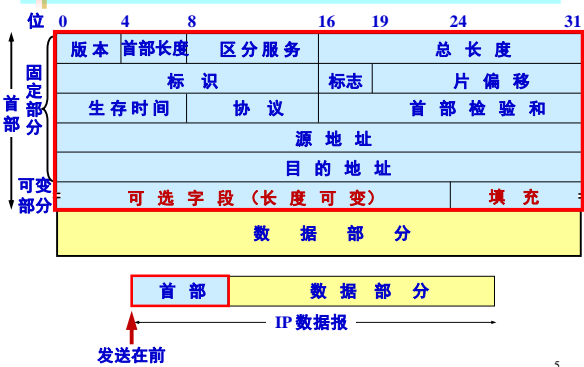 位 0 4 8 16 19 24 31
版本 首部长度 区分服务 总长度
标识 标志 片偏移
生存时间 协议 首部检验和
源地址
目的地址
可选字段（长度可变） 填充
数据部分
首部
固定部分
可变部分
首部 数据部分
IP 数据报
发送在前
5